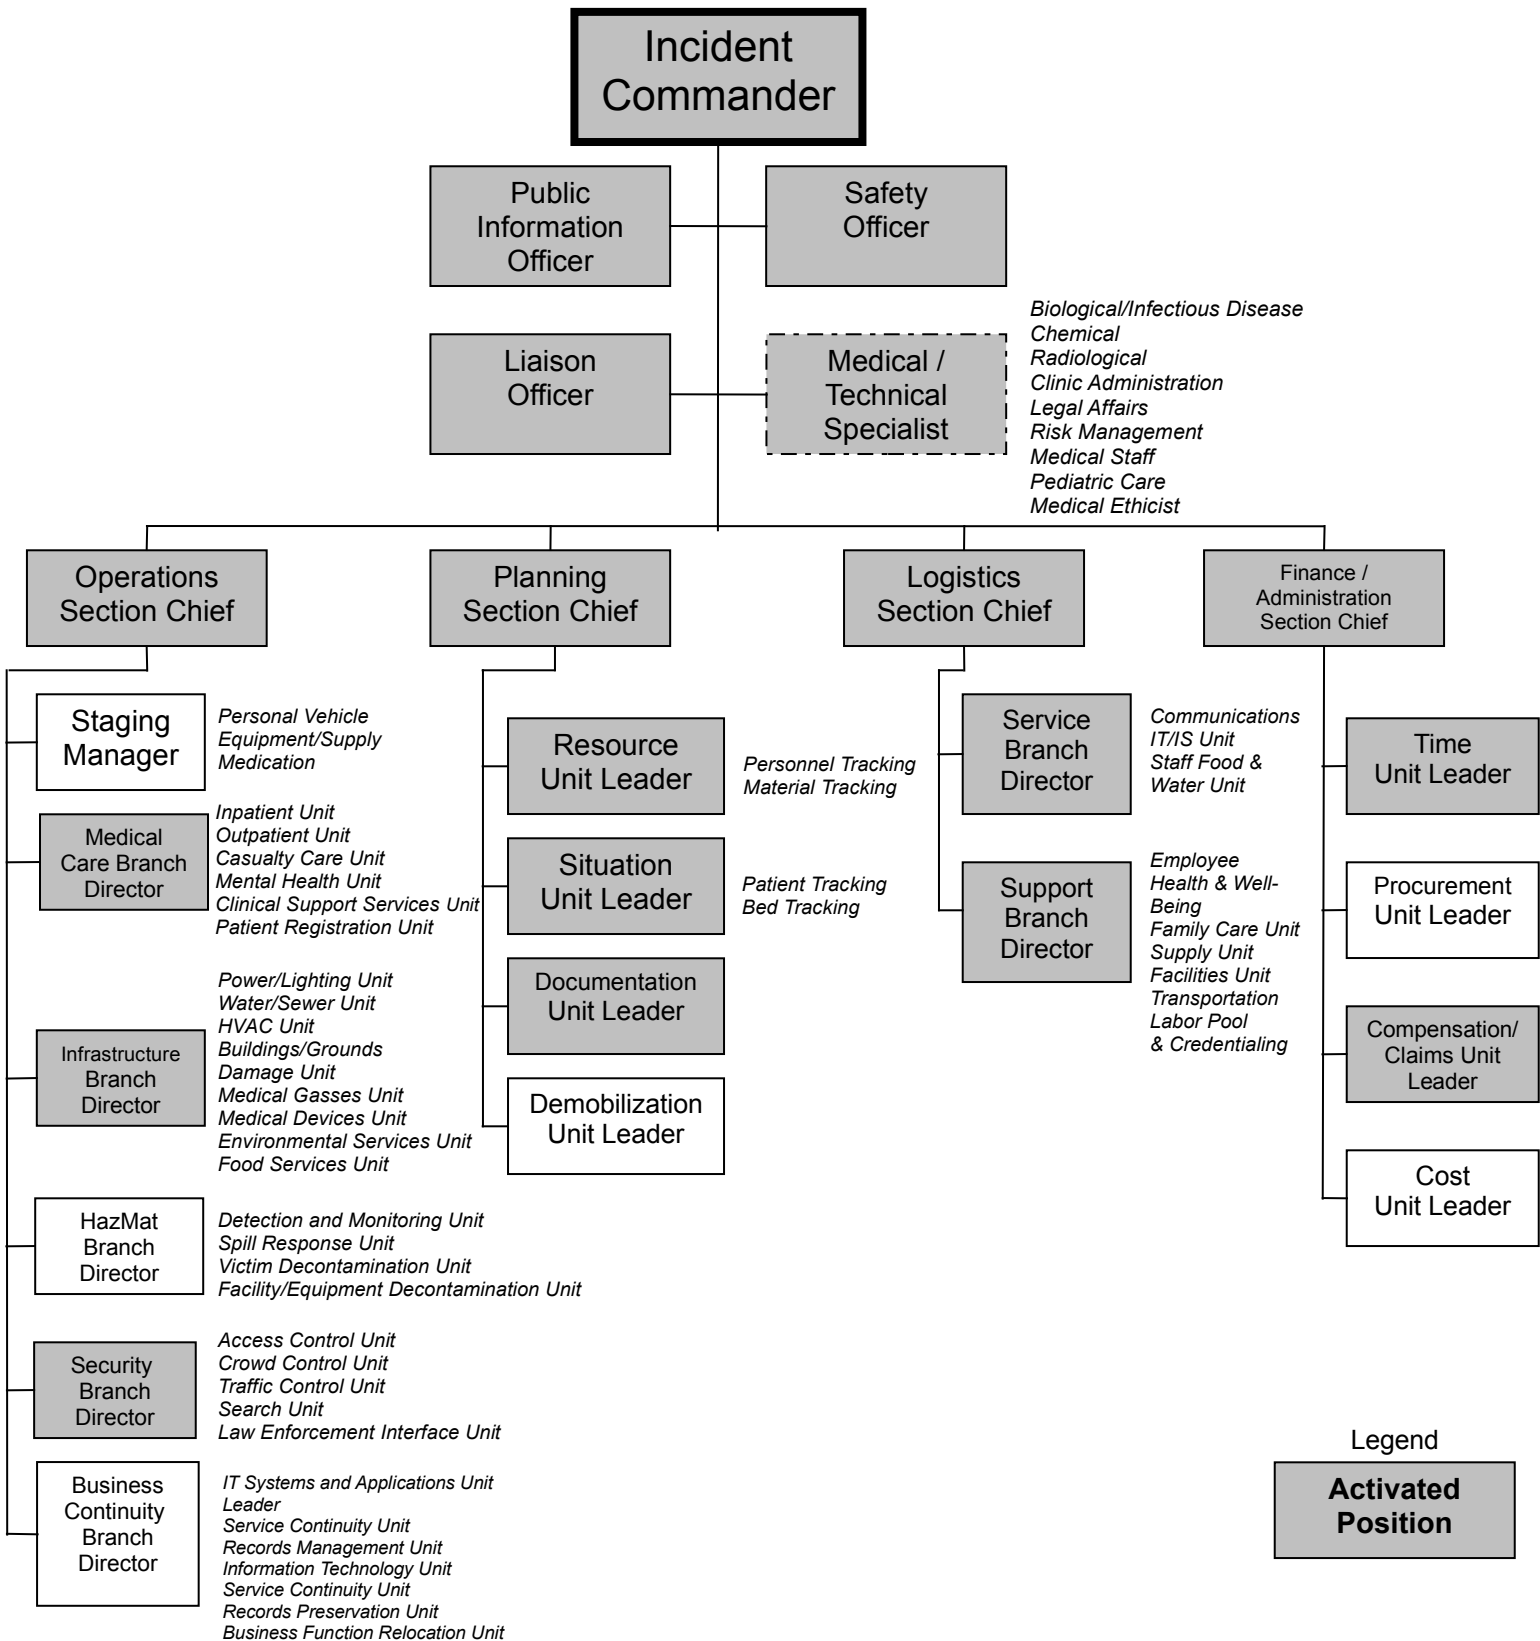 Incident
Commander
Public
Information
Officer
Safety
Officer
Liaison
Officer
Medical /
Technical
Specialist
Biological/Infectious Disease
Chemical
Radiological
Clinic Administration
Legal Affairs
Risk Management
Medical Staff
Pediatric Care
Medical Ethicist
Operations
Section Chief
Planning
Section Chief
Logistics
Section Chief
Finance /
Administration
Section Chief
Staging
Manager
Personal Vehicle
Equipment/Supply
Medication
Medical
Care Branch
Director
Inpatient Unit
Outpatient Unit
Casualty Care Unit
Mental Health Unit
Clinical Support Services Unit
Patient Registration Unit
Infrastructure
Branch
Director
Power/Lighting Unit
Water/Sewer Unit
HVAC Unit
Buildings/Grounds
Damage Unit
Medical Gasses Unit
Medical Devices Unit
Environmental Services Unit
Food Services Unit
HazMat
Branch
Director
Detection and Monitoring Unit
Spill Response Unit
Victim Decontamination Unit
Facility/Equipment Decontamination Unit
Security
Branch
Director
Access Control Unit
Crowd Control Unit
Traffic Control Unit
Search Unit
Law Enforcement Interface Unit
Business
Continuity
Branch
Director
IT Systems and Applications Unit
Leader
Service Continuity Unit
Records Management Unit
Information Technology Unit
Service Continuity Unit
Records Preservation Unit
Business Function Relocation Unit
Resource
Unit Leader
Personnel Tracking
Material Tracking
Situation
Unit Leader
Patient Tracking
Bed Tracking
Documentation
Unit Leader
Demobilization
Unit Leader
Service
Branch
Director
Communications
IT/IS Unit
Staff Food &
Water Unit
Support
Branch
Director
Employee
Health & Well-
Being
Family Care Unit
Supply Unit
Facilities Unit
Transportation
Labor Pool
& Credentialing
Time
Unit Leader
Procurement
Unit Leader
Compensation/
Claims Unit
Leader
Cost
Unit Leader
Legend
Activated
Position